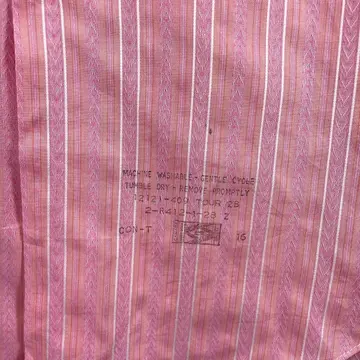 MACHINE WASHABLE - GENTLE CYCLE
TUMBLE DRY - REMOVE PROMPTLY
12121-409 TOUR 28
2-R412-1-28 2
CON-T 16